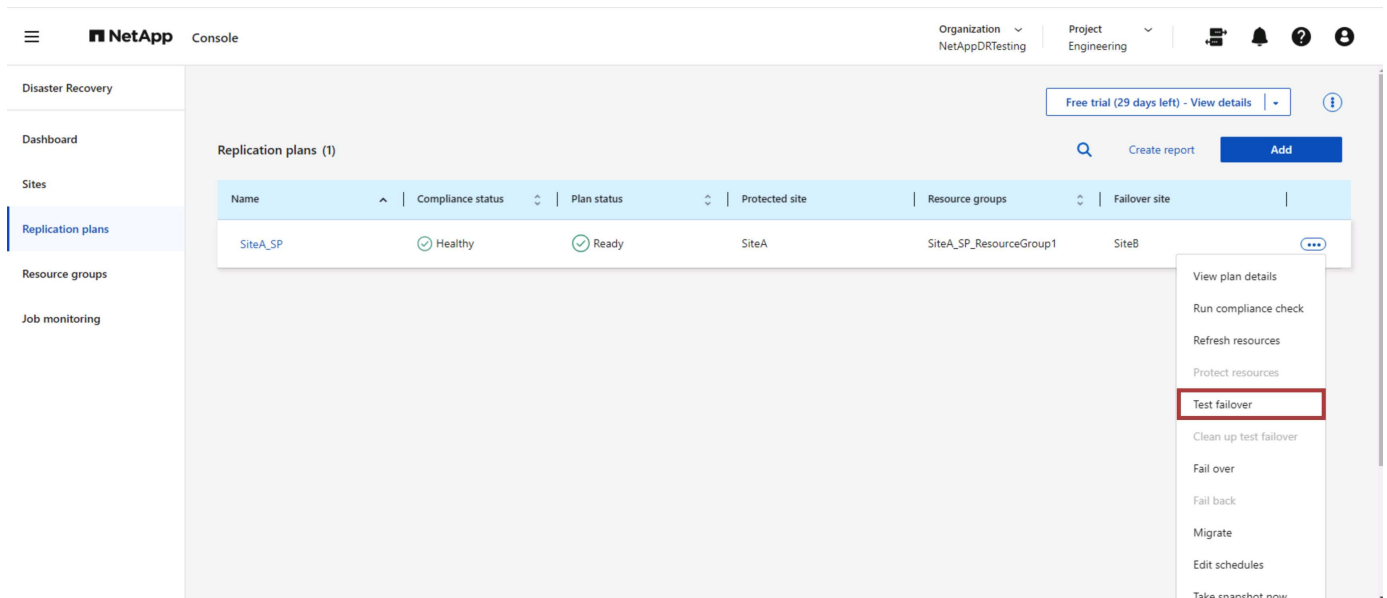 NetApp Console
Organization
NetAppDRTesting
Project
Engineering
Disaster Recovery
Dashboard
Sites
Replication plans
Resource groups
Job monitoring
Free trial (29 days left) - View details
Replication plans (1)
Create report
Add
Name Compliance status Plan status Protected site Resource groups Failover site
SiteA_SP Healthy Ready SiteA SiteA_SP_ResourceGroup1 SiteB
View plan details
Run compliance check
Refresh resources
Protect resources
Test failover
Clean up test failover
Fail over
Fail back
Migrate
Edit schedules
Take snapshot now